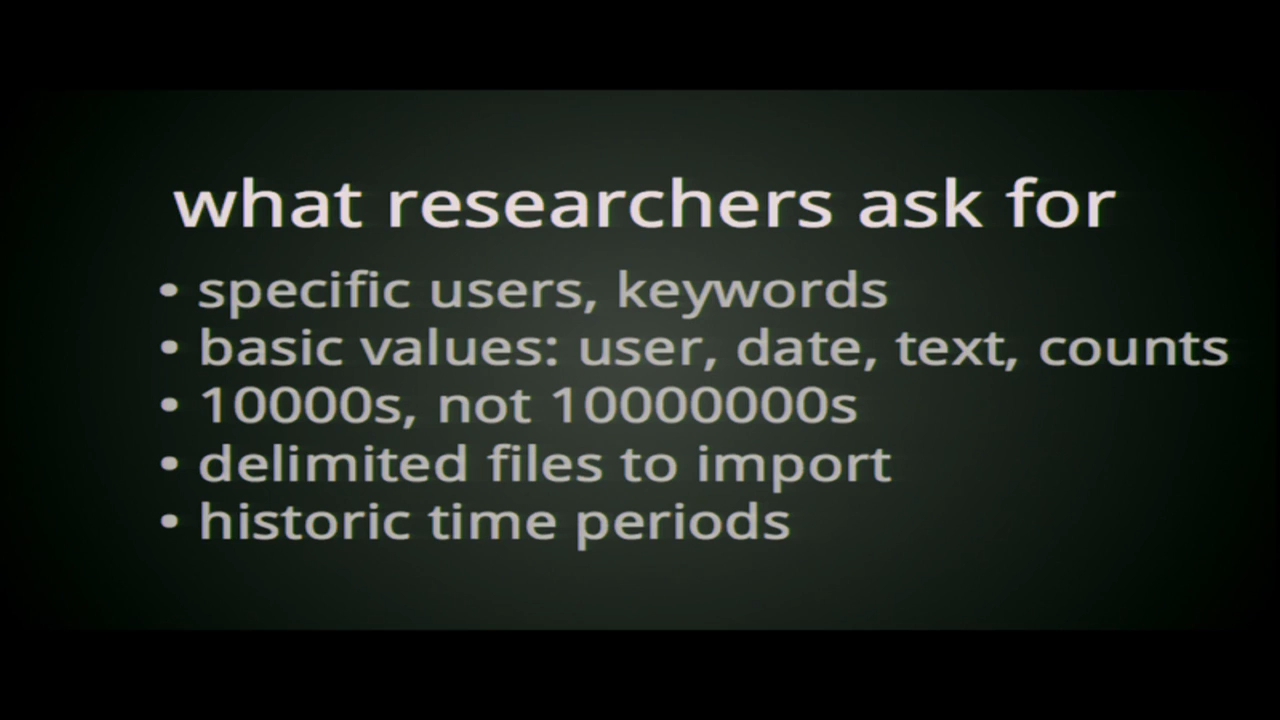 what researchers ask for
• specific users, keywords
• basic values: user, date, text, counts
• 10000s, not 10000000s
• delimited files to import
• historic time periods